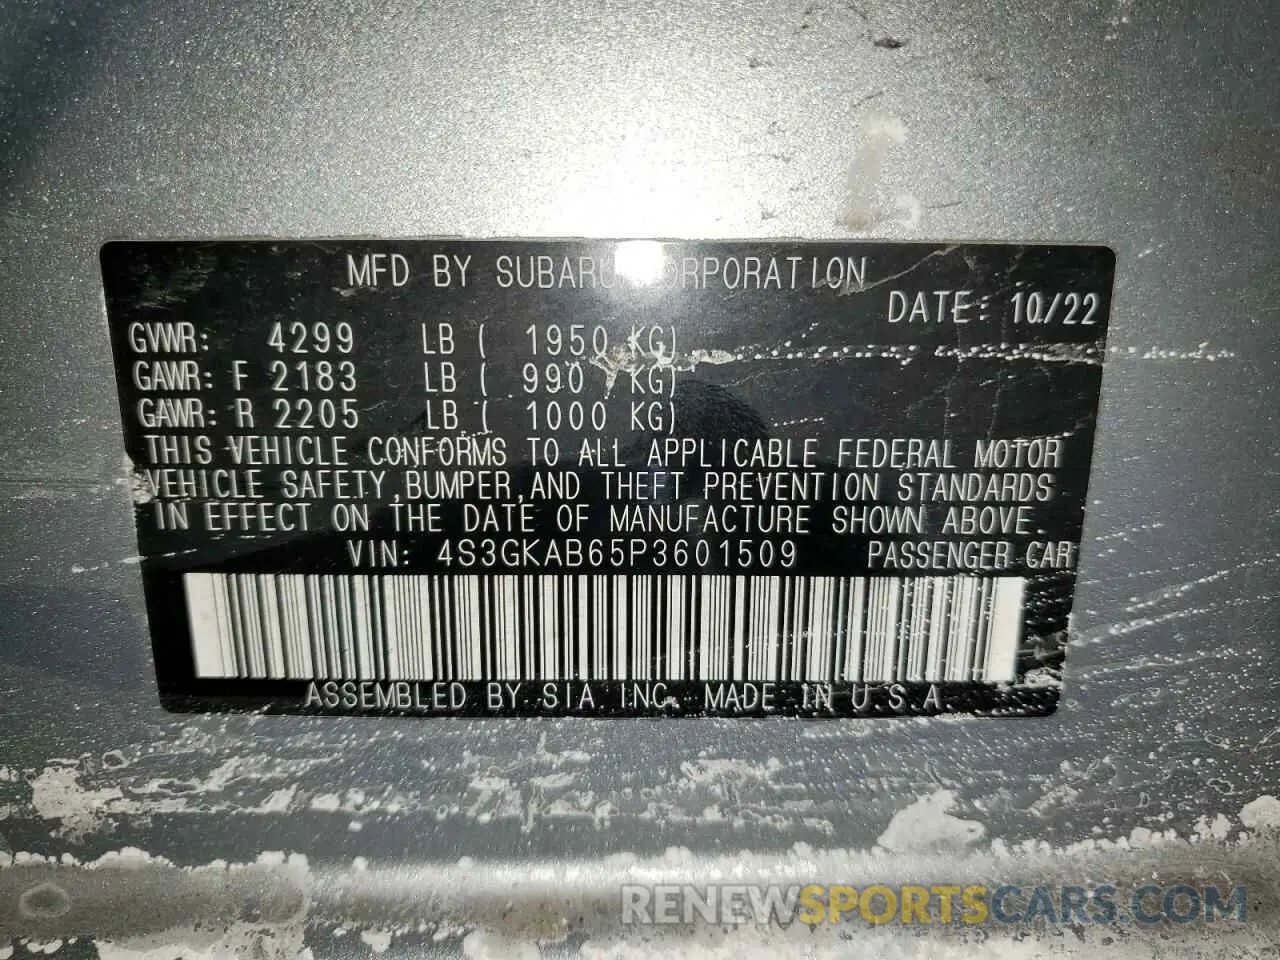 MFD BY SUBARU CORPORATION
DATE: 10/22
GVWR: 4299 LB ( 1950 KG)
GAWR: F 2183 LB ( 990 KG)
GAWR: R 2205 LB ( 1000 KG)
THIS VEHICLE CONFORMS TO ALL APPLICABLE FEDERAL MOTOR
VEHICLE SAFETY, BUMPER, AND THEFT PREVENTION STANDARDS
IN EFFECT ON THE DATE OF MANUFACTURE SHOWN ABOVE.
VIN: 4S3GKAB65P3601509 PASSENGER CAR
ASSEMBLED BY SIA INC. MADE IN U.S.A.
RENEWSPORTSCARS.COM